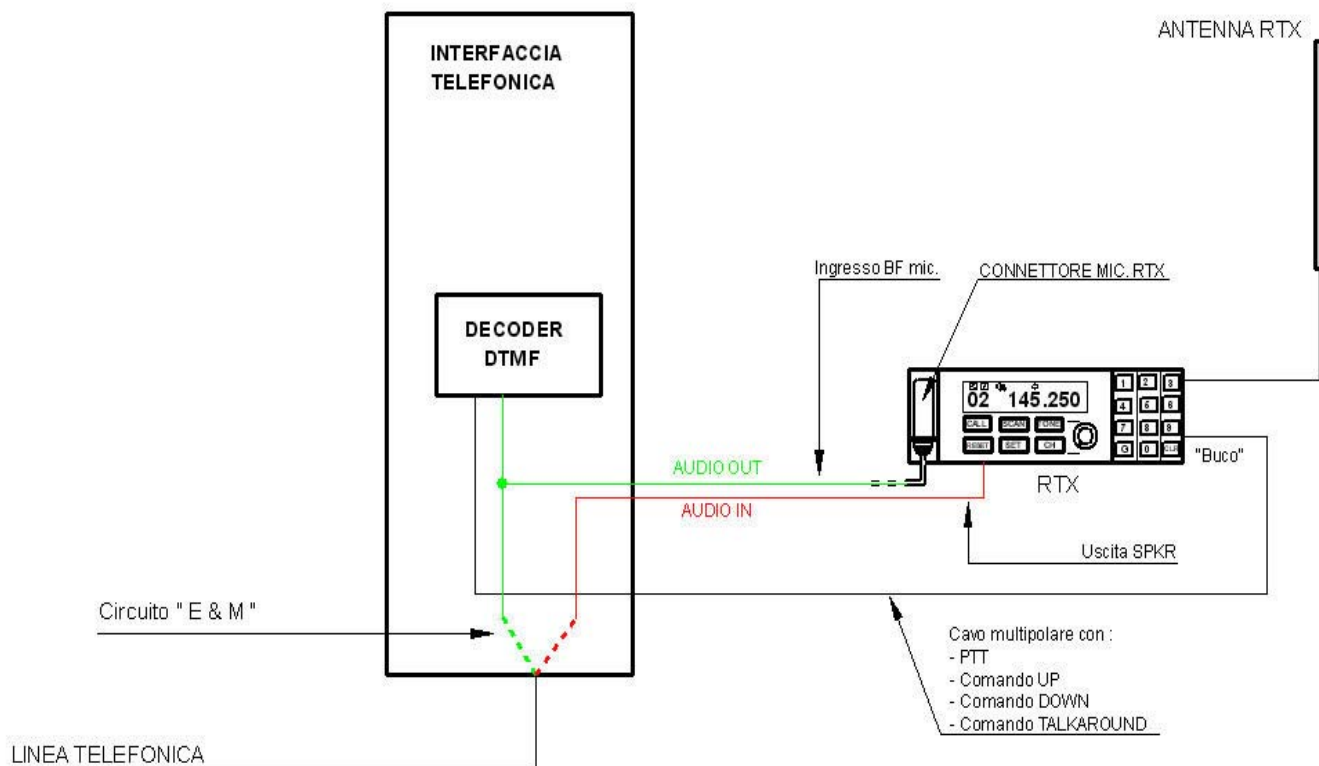 ANTENNA RTX
INTERFACCIA
TELEFONICA
Ingresso BF mic.
CONNETTORE MIC. RTX
DECODER
DTMF
02 145.250
CALL SCAN TONE
RESET SET CH
1 2 3
4 5 6
7 8 9
G 0 CLR
"Buco"
RTX
AUDIO OUT
AUDIO IN
Uscita SPKR
Circuito " E & M "
Cavo multipolare con :
- PTT
- Comando UP
- Comando DOWN
- Comando TALKAROUND
LINEA TELEFONICA